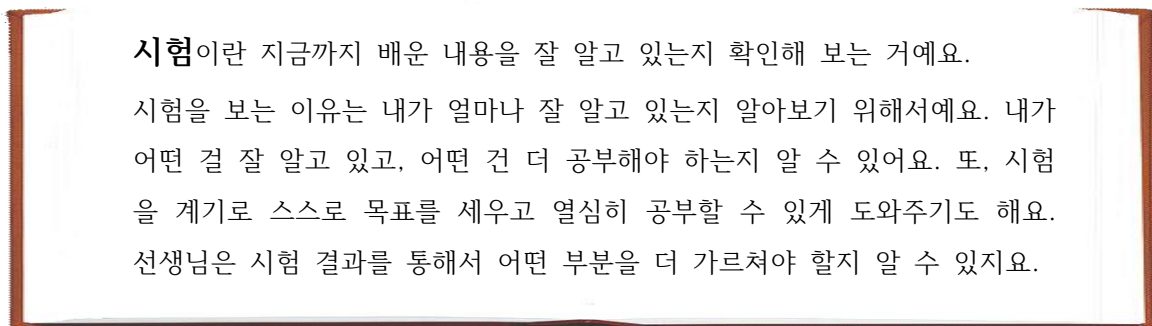 시험이란 지금까지 배운 내용을 잘 알고 있는지 확인해 보는 거예요.
시험을 보는 이유는 내가 얼마나 잘 알고 있는지 알아보기 위해서예요. 내가
어떤 걸 잘 알고 있고, 어떤 건 더 공부해야 하는지 알 수 있어요. 또, 시험
을 계기로 스스로 목표를 세우고 열심히 공부할 수 있게 도와주기도 해요.
선생님은 시험 결과를 통해서 어떤 부분을 더 가르쳐야 할지 알 수 있지요.